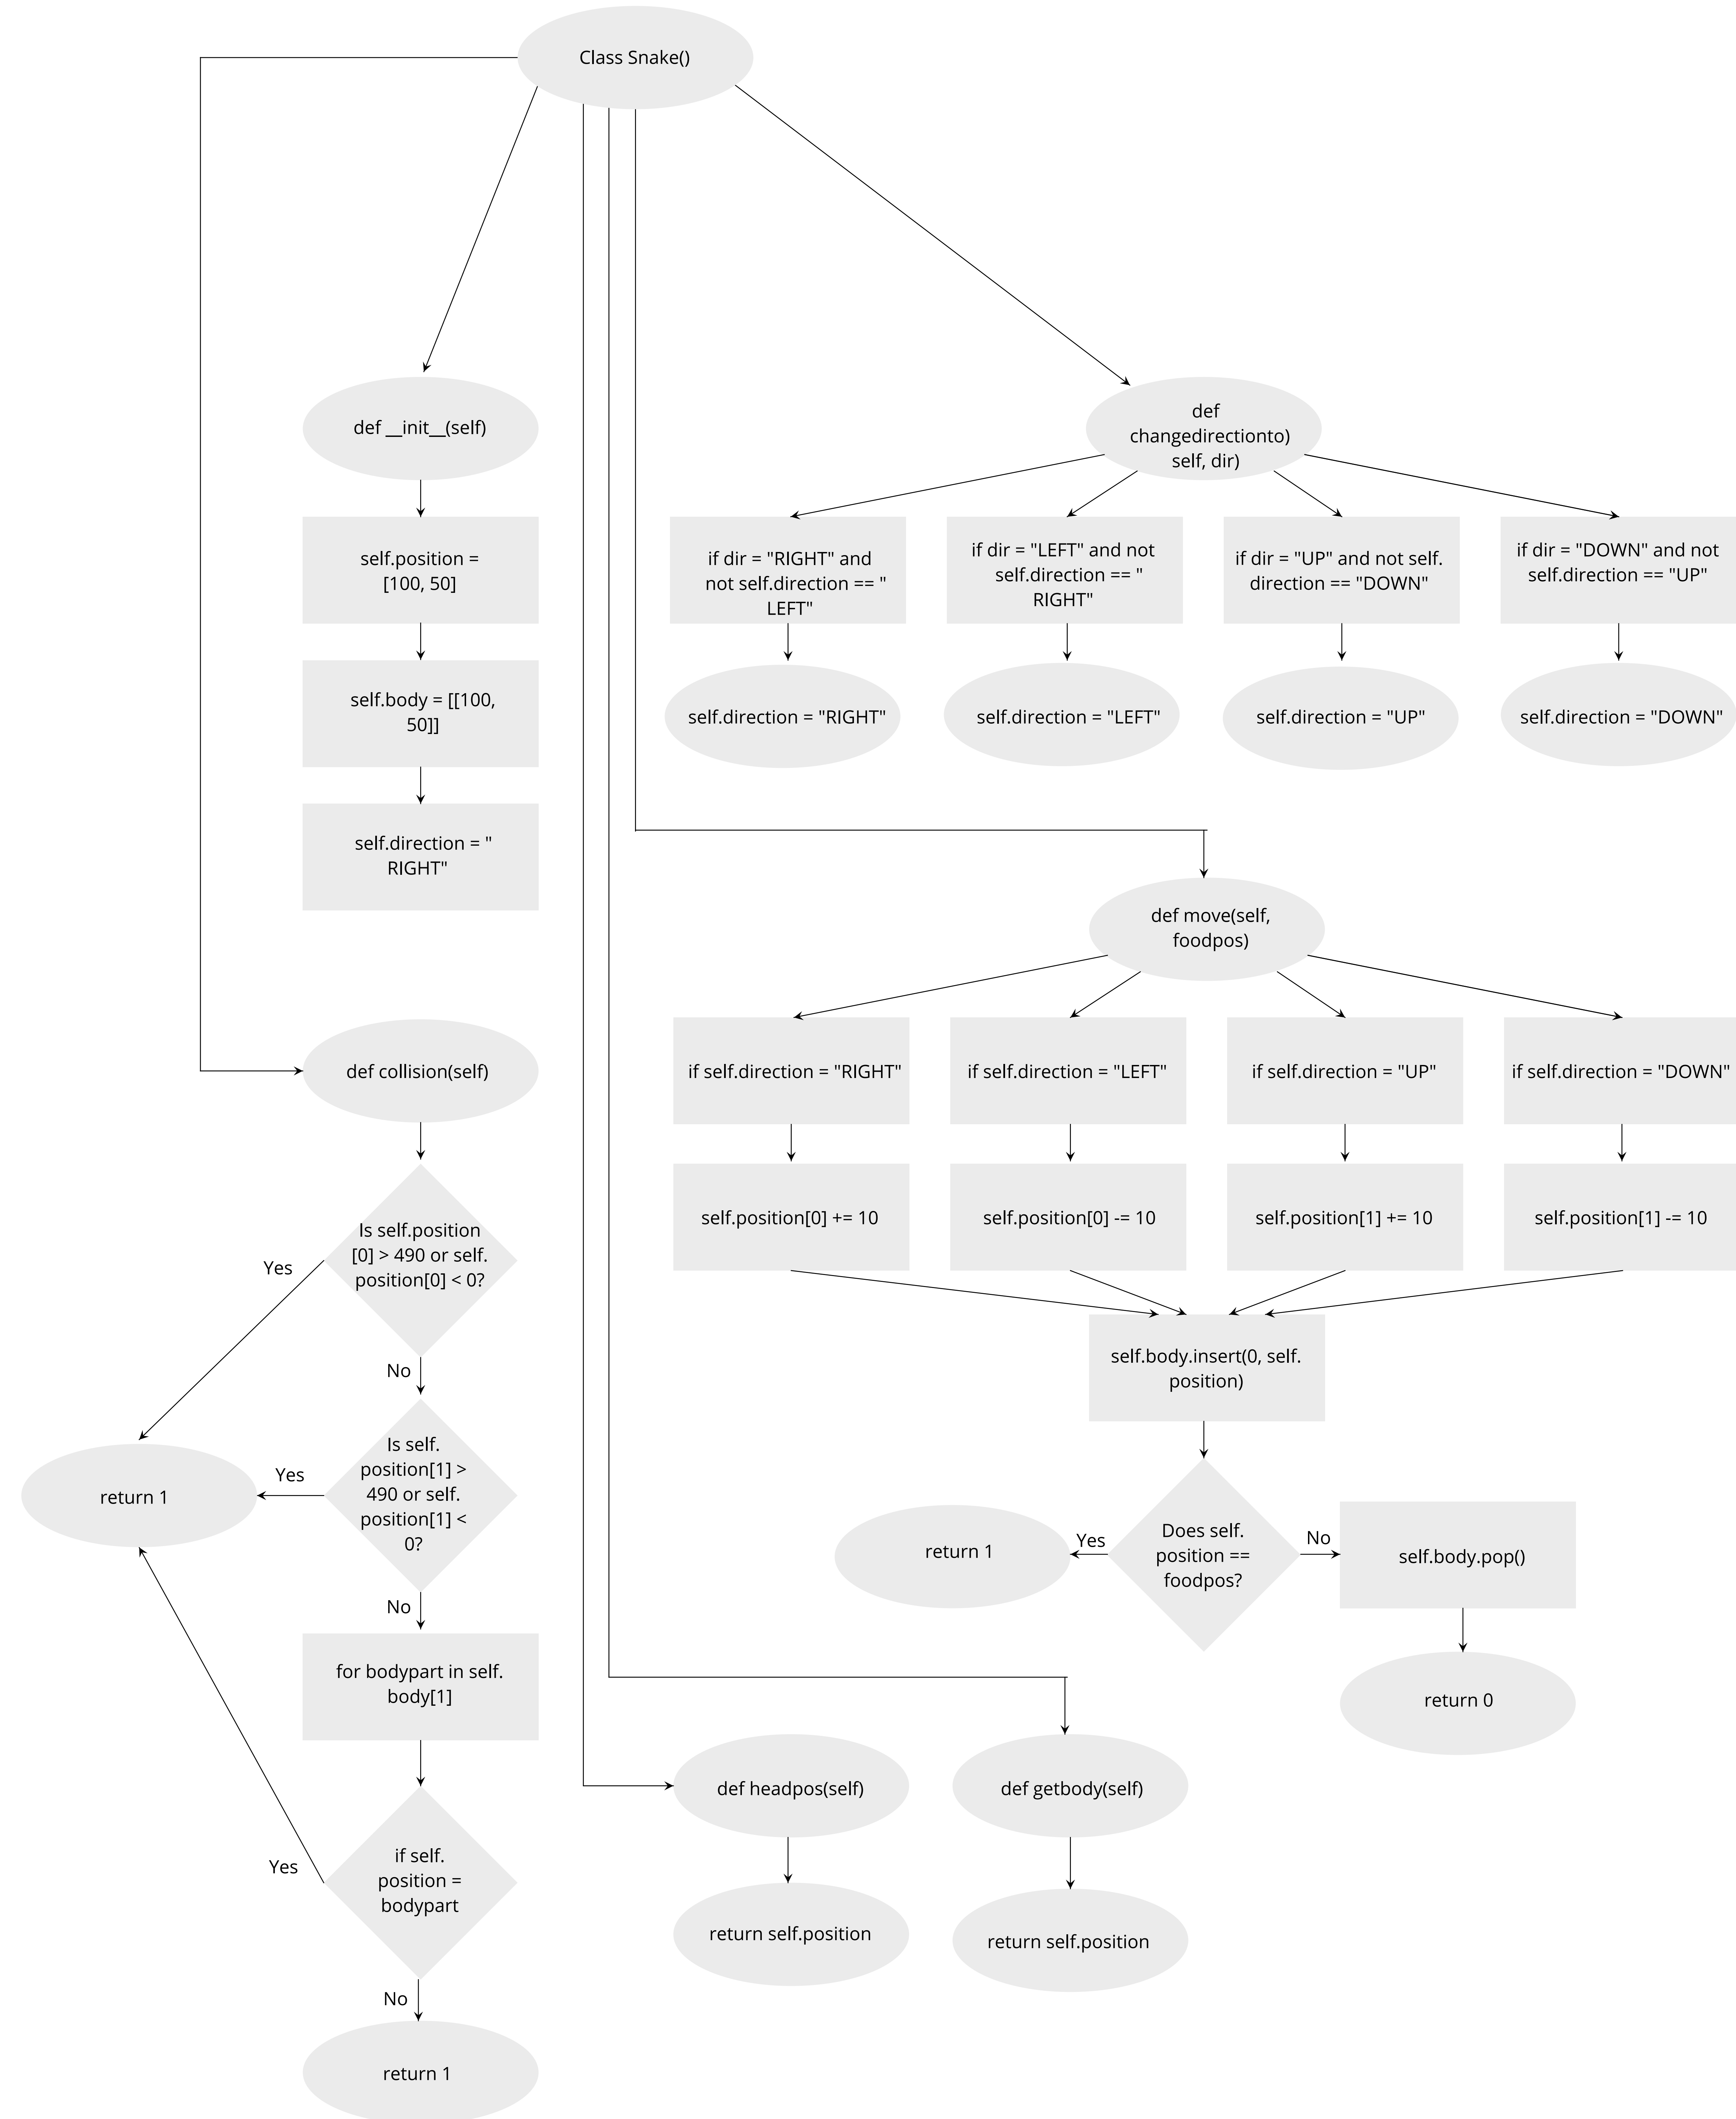 Class Snake()
def __init__(self)
self.position =
[100, 50]
self.body = [[100,
50]]
self.direction = "
RIGHT"
def
changedirectionto)
self, dir)
if dir = "RIGHT" and
not self.direction == "
LEFT"
if dir = "LEFT" and not
self.direction == "
RIGHT"
if dir = "UP" and not self.
direction == "DOWN"
if dir = "DOWN" and not
self.direction == "UP"
self.direction = "RIGHT"
self.direction = "LEFT"
self.direction = "UP"
self.direction = "DOWN"
def move(self,
foodpos)
if self.direction = "RIGHT"
if self.direction = "LEFT"
if self.direction = "UP"
if self.direction = "DOWN"
self.position[0] += 10
self.position[0] -= 10
self.position[1] += 10
self.position[1] -= 10
self.body.insert(0, self.
position)
Does self.
position ==
foodpos?
Yes
return 1
No
self.body.pop()
return 0
def collision(self)
Is self.position
[0] > 490 or self.
position[0] < 0?
Yes
No
Is self.
position[1] >
490 or self.
position[1] <
0?
Yes
return 1
No
for bodypart in self.
body[1]
if self.
position =
bodypart
Yes
No
return 1
def headpos(self)
return self.position
def getbody(self)
return self.position